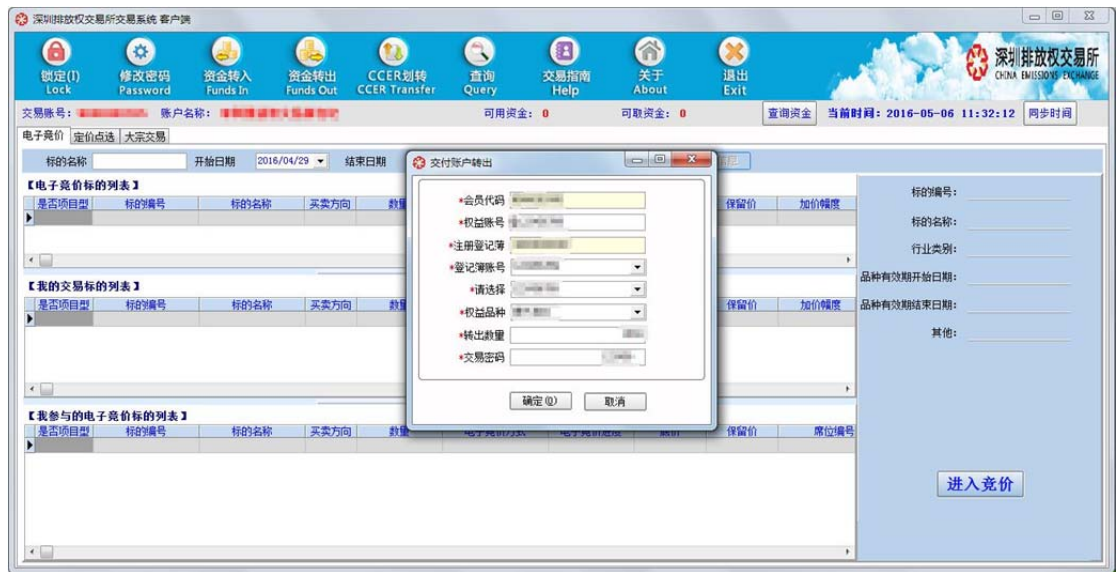 深圳排放权交易所交易系统 客户端
锁定(I) 修改密码 资金转入 资金转出 CCER划转 查询 交易指南 关于 退出
Lock Password Funds In Funds Out CCER Transfer Query Help About Exit
深圳排放权交易所
CHINA EMISSIONS EXCHANGE
交易账号: 账户名称: 可用资金: 0 可取资金: 0 查询资金 当前时间: 2016-05-06 11:32:12 同步时间
电子竞价 定价点选 大宗交易
标的名称 开始日期 2016/04/29 结束日期
交付账户转出
*会员代码
*权益账号
*注册登记簿
*登记簿账号
*请选择
*权益品种
*转出数量
*交易密码
确定(O) 取消
【电子竞价标的列表】
是否项目型 标的编号 标的名称 买卖方向 数量 保留价 加价幅度
【我的交易标的列表】
是否项目型 标的编号 标的名称 买卖方向 数量 保留价 加价幅度
【我参与的电子竞价标的列表】
是否项目型 标的编号 标的名称 买卖方向 数量 保留价 席位编号
标的编号:
标的名称:
行业类别:
品种有效期开始日期:
品种有效期结束日期:
其他:
进入竞价